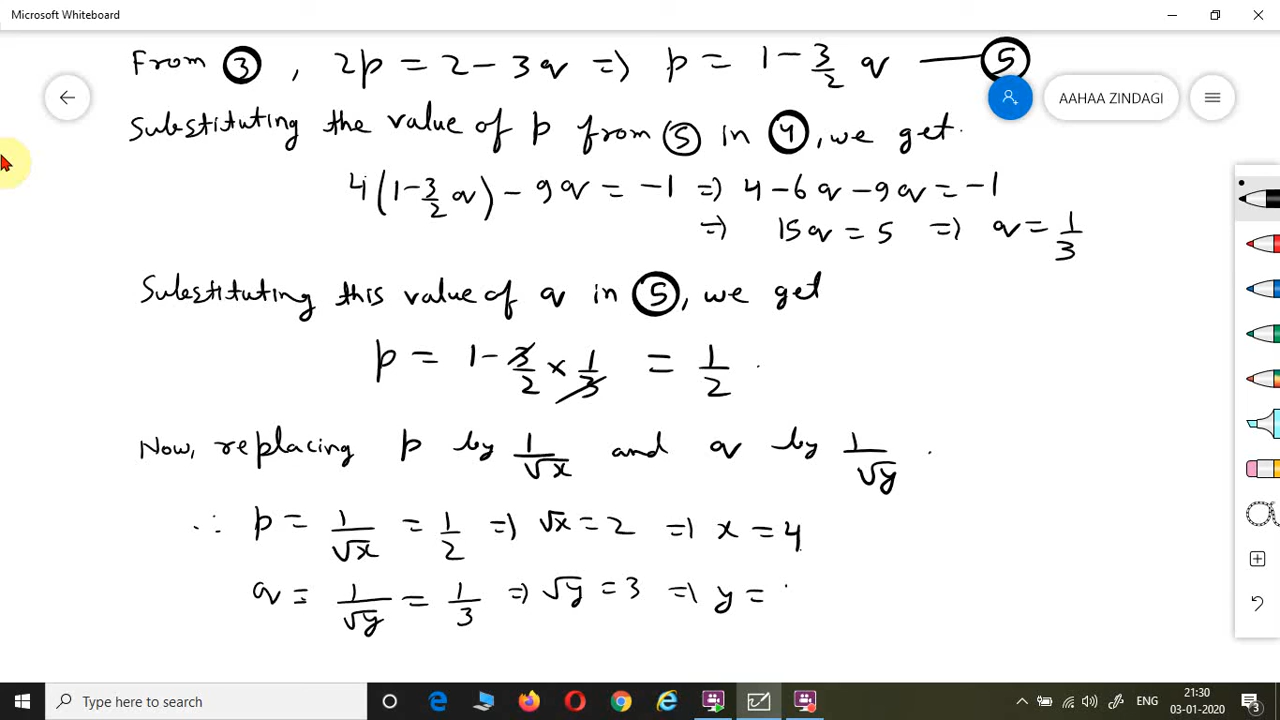 Microsoft Whiteboard
From ③, 2p = 2 - 3q => p = 1 - 3/2 q — ⑤
AAHAA ZINDAGI
Substituting the value of p from ⑤ in ④, we get.
4(1 - 3/2 q) - 9q = -1 => 4 - 6q - 9q = -1
=> 15q = 5 => q = 1/3
Substituting this value of q in ⑤, we get
p = 1 - 3/2 × 1/3 = 1/2 .
Now, replacing p by 1/√x and q by 1/√y .
∴ p = 1/√x = 1/2 => √x = 2 => x = 4
q = 1/√y = 1/3 => √y = 3 => y =
Type here to search
ENG
21:30
03-01-2020
3